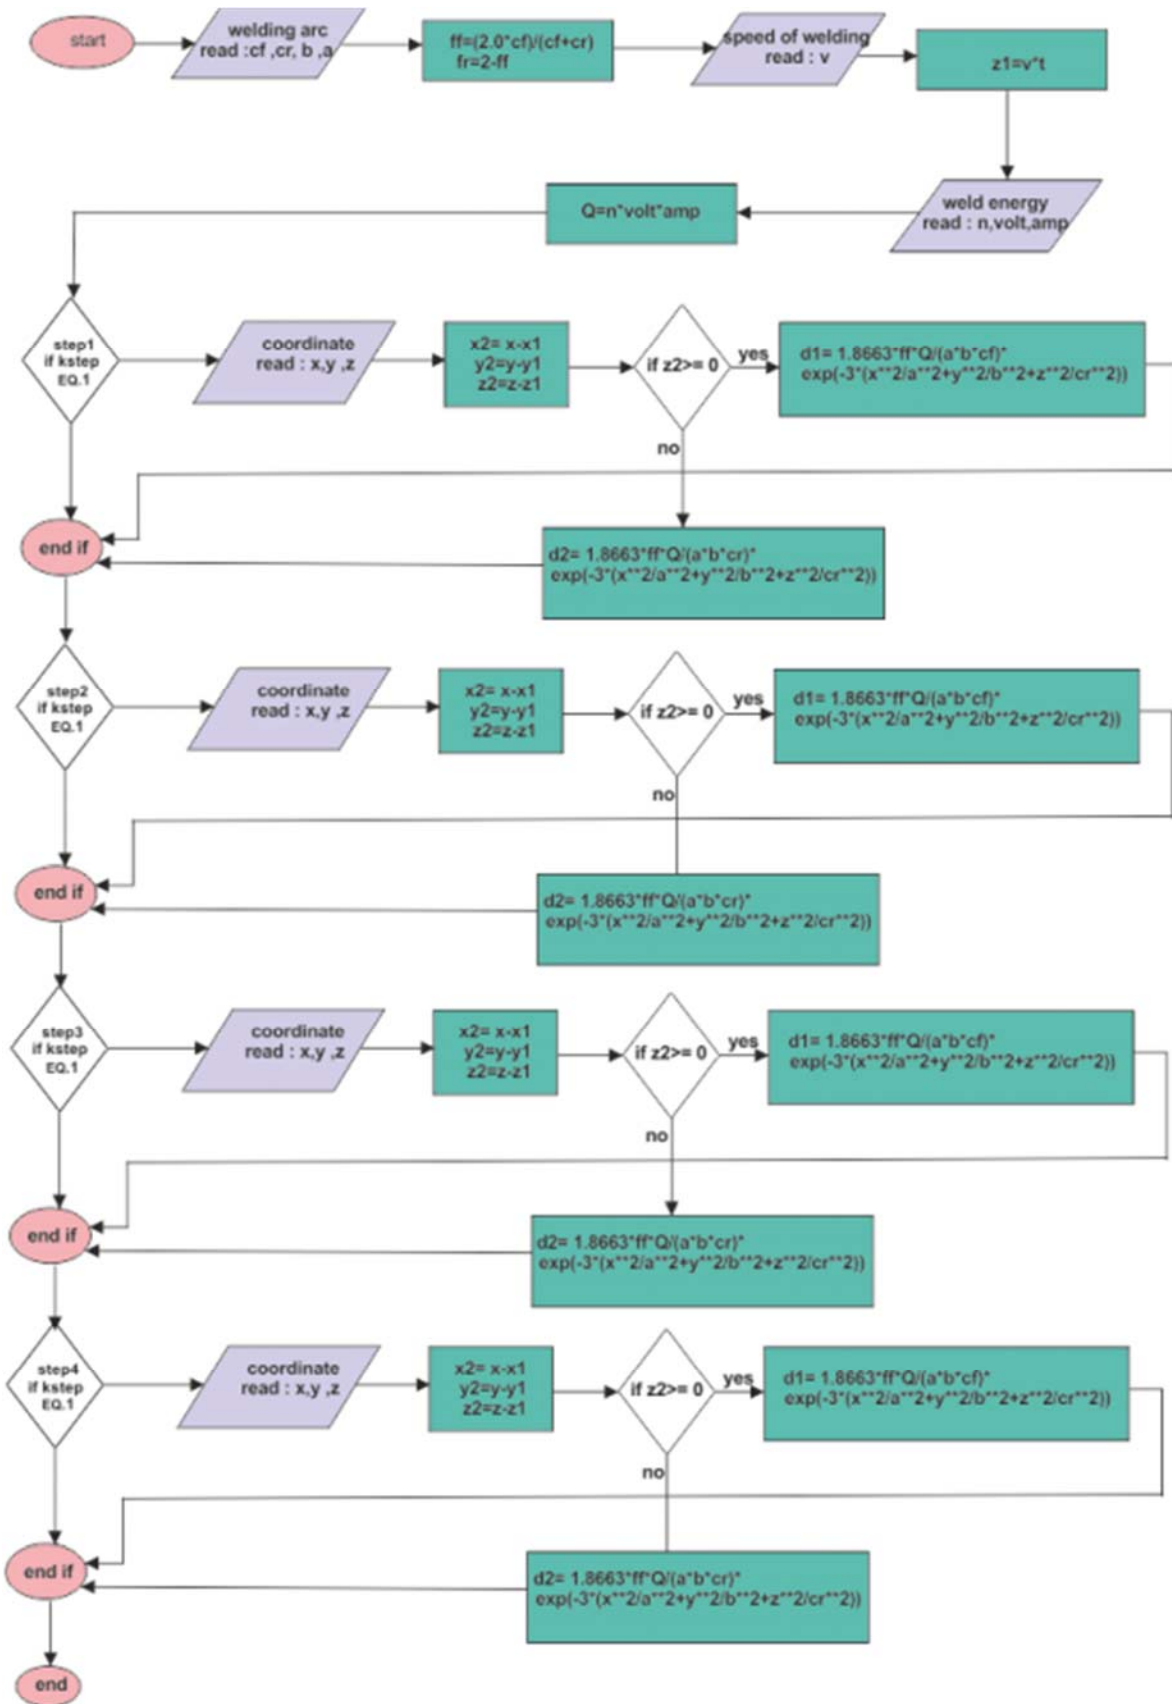 start
welding arc
read :cf ,cr, b ,a
ff=(2.0*cf)/(cf+cr)
fr=2-ff
speed of welding
read : v
z1=v*t
weld energy
read : n,volt,amp
Q=n*volt*amp
step1
if kstep
EQ.1
coordinate
read : x,y ,z
x2= x-x1
y2=y-y1
z2=z-z1
if z2>= 0
yes
d1= 1.8663*ff*Q/(a*b*cf)*
exp(-3*(x**2/a**2+y**2/b**2+z**2/cr**2))
no
end if
d2= 1.8663*ff*Q/(a*b*cr)*
exp(-3*(x**2/a**2+y**2/b**2+z**2/cr**2))
step2
if kstep
EQ.1
coordinate
read : x,y ,z
x2= x-x1
y2=y-y1
z2=z-z1
if z2>= 0
yes
d1= 1.8663*ff*Q/(a*b*cf)*
exp(-3*(x**2/a**2+y**2/b**2+z**2/cr**2))
no
end if
d2= 1.8663*ff*Q/(a*b*cr)*
exp(-3*(x**2/a**2+y**2/b**2+z**2/cr**2))
step3
if kstep
EQ.1
coordinate
read : x,y ,z
x2= x-x1
y2=y-y1
z2=z-z1
if z2>= 0
yes
d1= 1.8663*ff*Q/(a*b*cf)*
exp(-3*(x**2/a**2+y**2/b**2+z**2/cr**2))
no
end if
d2= 1.8663*ff*Q/(a*b*cr)*
exp(-3*(x**2/a**2+y**2/b**2+z**2/cr**2))
step4
if kstep
EQ.1
coordinate
read : x,y ,z
x2= x-x1
y2=y-y1
z2=z-z1
if z2>= 0
yes
d1= 1.8663*ff*Q/(a*b*cf)*
exp(-3*(x**2/a**2+y**2/b**2+z**2/cr**2))
no
end if
d2= 1.8663*ff*Q/(a*b*cr)*
exp(-3*(x**2/a**2+y**2/b**2+z**2/cr**2))
end